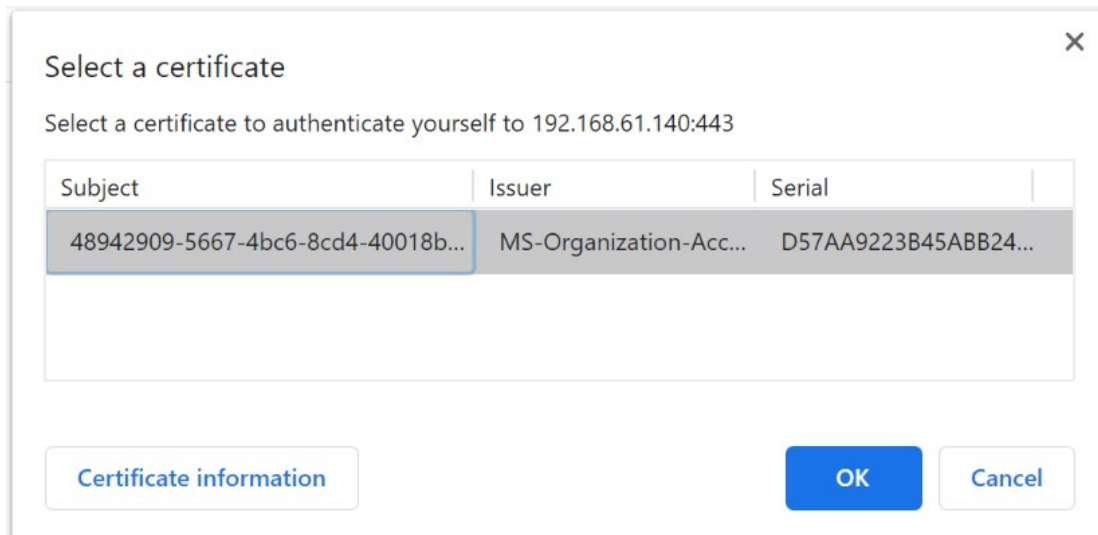 Select a certificate
Select a certificate to authenticate yourself to 192.168.61.140:443
Subject Issuer Serial
48942909-5667-4bc6-8cd4-40018b... MS-Organization-Acc... D57AA9223B45ABB24...
Certificate information OK Cancel